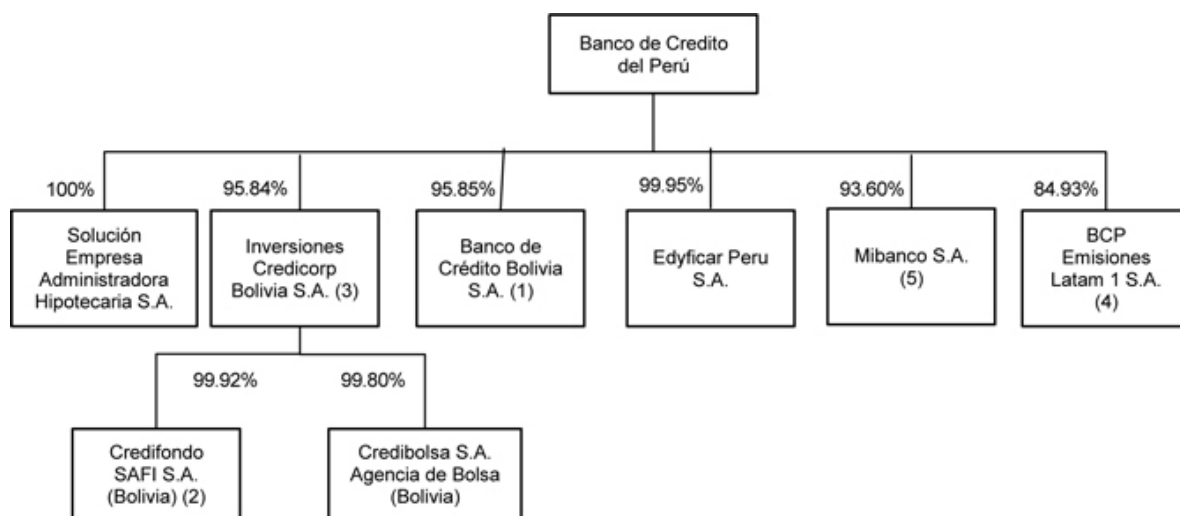 Banco de Credito
del Perú
100%
95.84%
95.85%
99.95%
93.60%
84.93%
Solución
Empresa
Administradora
Hipotecaria S.A.
Inversiones
Credicorp
Bolivia S.A. (3)
Banco de
Crédito Bolivia
S.A. (1)
Edyficar Peru
S.A.
Mibanco S.A.
(5)
BCP
Emisiones
Latam 1 S.A.
(4)
99.92%
99.80%
Credifondo
SAFI S.A.
(Bolivia) (2)
Credibolsa S.A.
Agencia de Bolsa
(Bolivia)